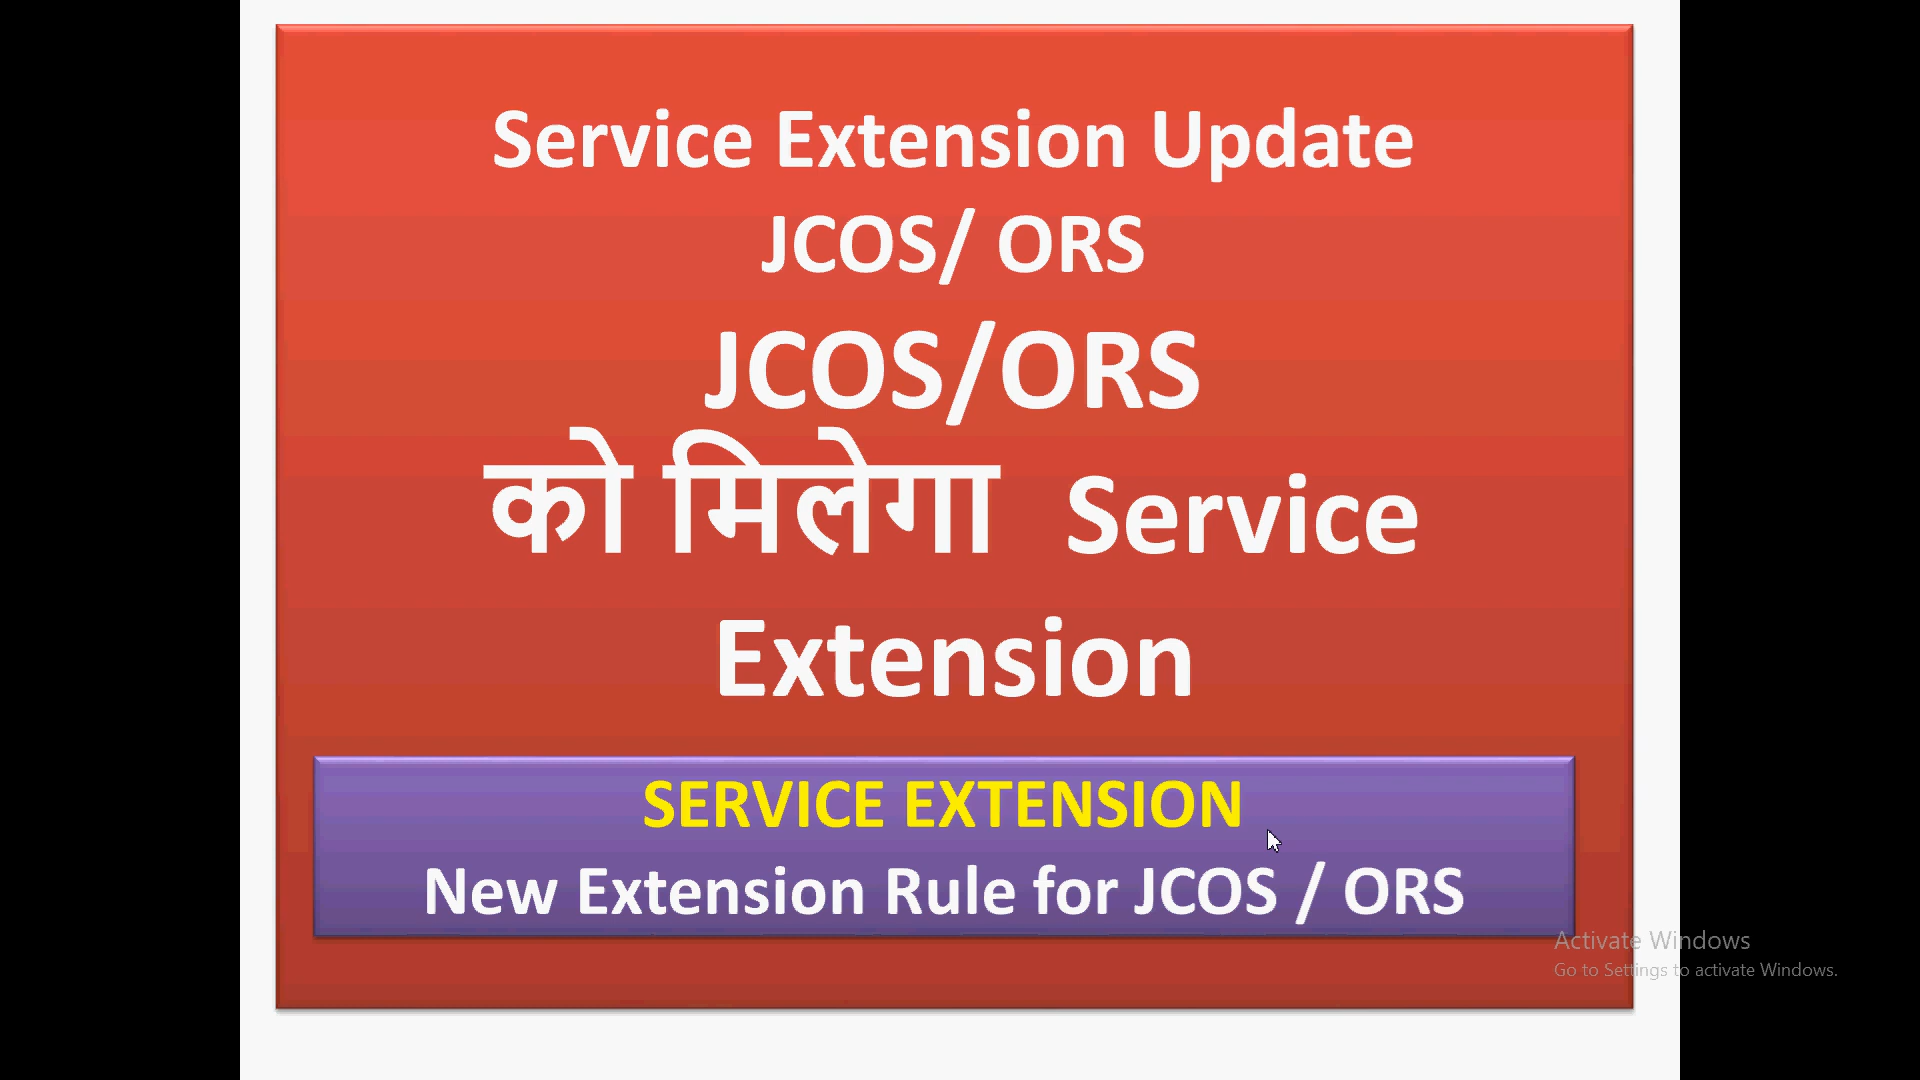 Service Extension Update
JCOS/ ORS
JCOS/ORS
को मिलेगा Service
Extension
SERVICE EXTENSION
New Extension Rule for JCOS / ORS
Activate Windows
Go to Settings to activate Windows.